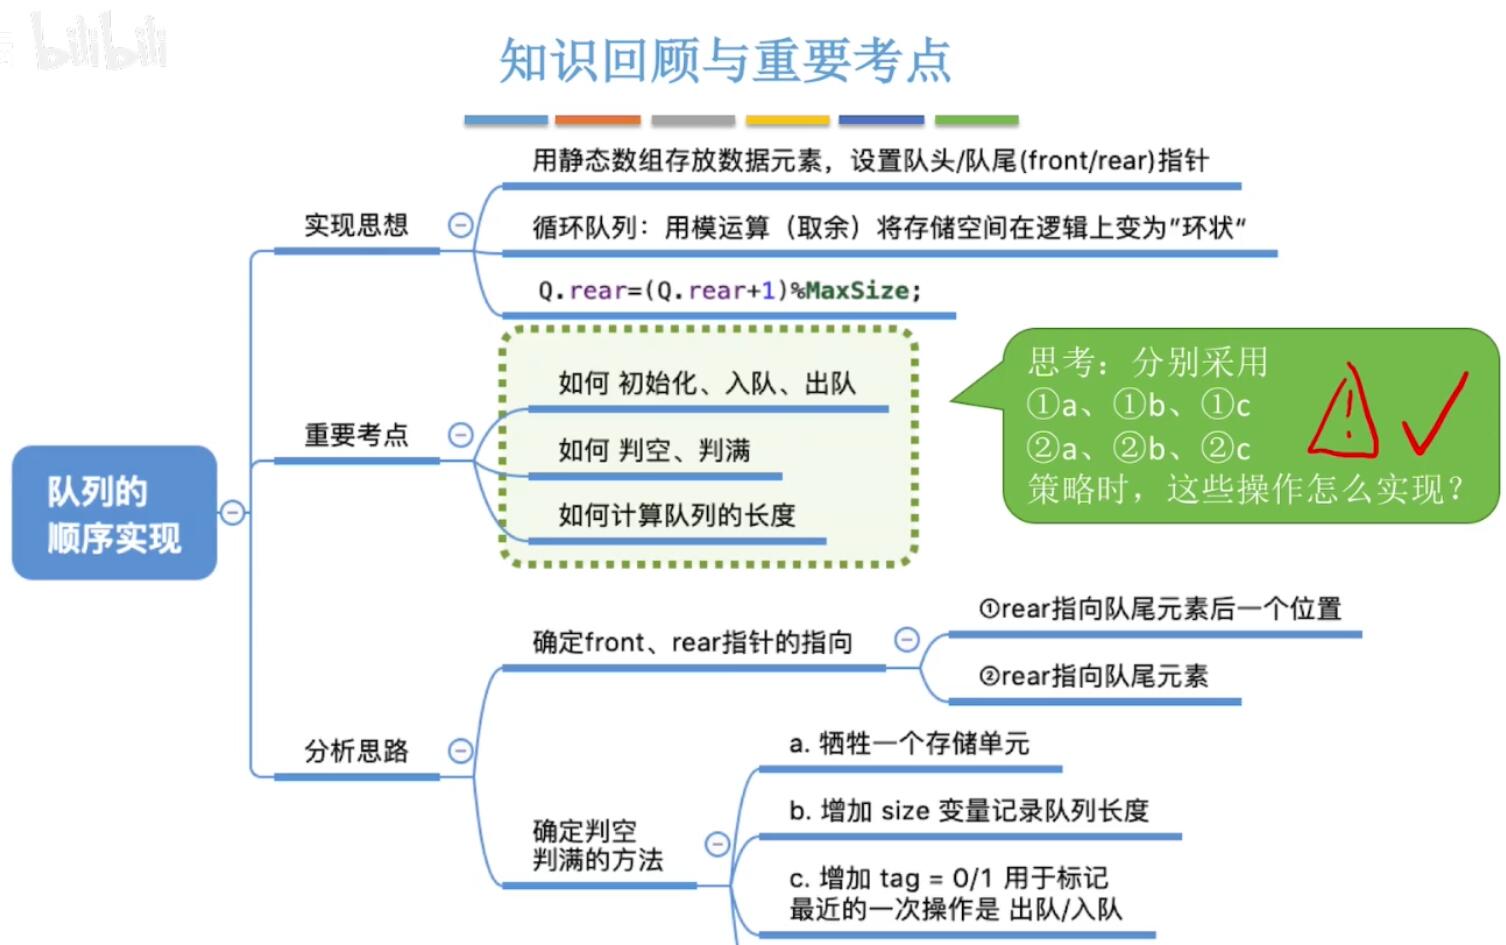 bilibili
知识回顾与重要考点
用静态数组存放数据元素，设置队头/队尾(front/rear)指针
实现思想
循环队列：用模运算（取余）将存储空间在逻辑上变为”环状“
Q.rear=(Q.rear+1)%MaxSize;
如何 初始化、入队、出队
重要考点
如何 判空、判满
如何计算队列的长度
思考：分别采用
①a、①b、①c
②a、②b、②c
策略时，这些操作怎么实现？
队列的
顺序实现
①rear指向队尾元素后一个位置
确定front、rear指针的指向
②rear指向队尾元素
分析思路
a. 牺牲一个存储单元
确定判空
判满的方法
b. 增加 size 变量记录队列长度
c. 增加 tag = 0/1 用于标记
最近的一次操作是 出队/入队